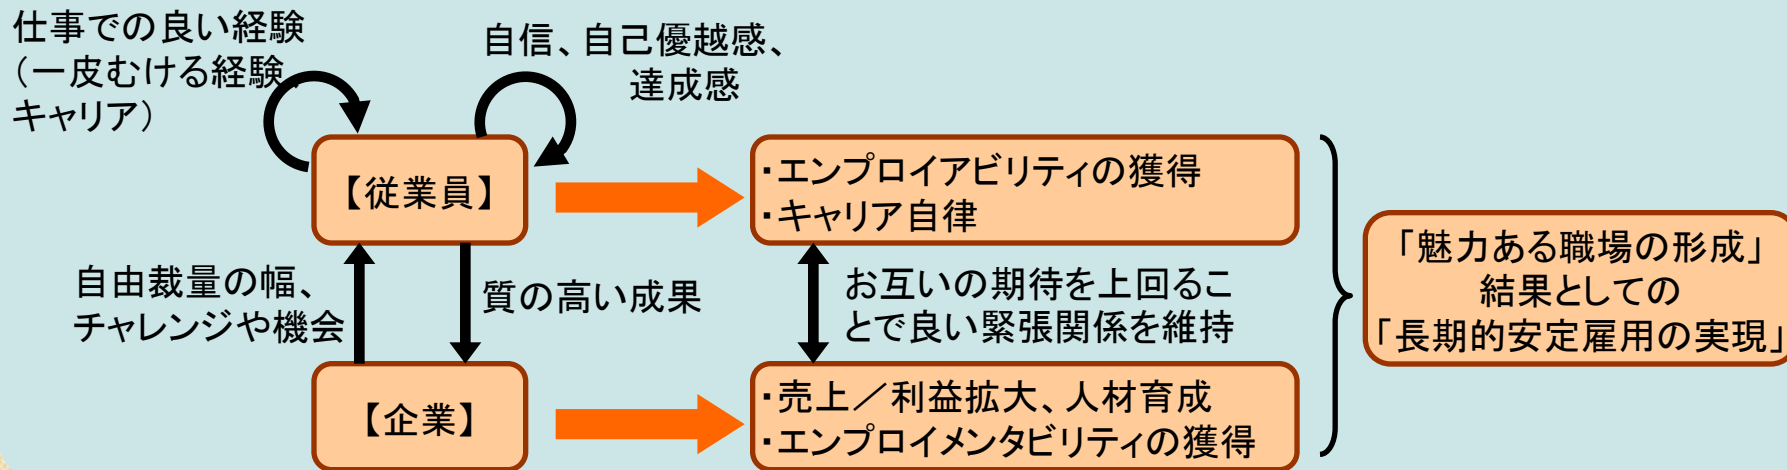 仕事での良い経験
(一皮むける経験、
キャリア)
自信、自己優越感、
達成感
【従業員】
・エンプロイアビリティの獲得
・キャリア自律
自由裁量の幅、
チャレンジや機会
質の高い成果
お互いの期待を上回るこ
とで良い緊張関係を維持
【企業】
・売上／利益拡大、人材育成
・エンプロイメンタビリティの獲得
「魅力ある職場の形成」
結果としての
「長期的安定雇用の実現」